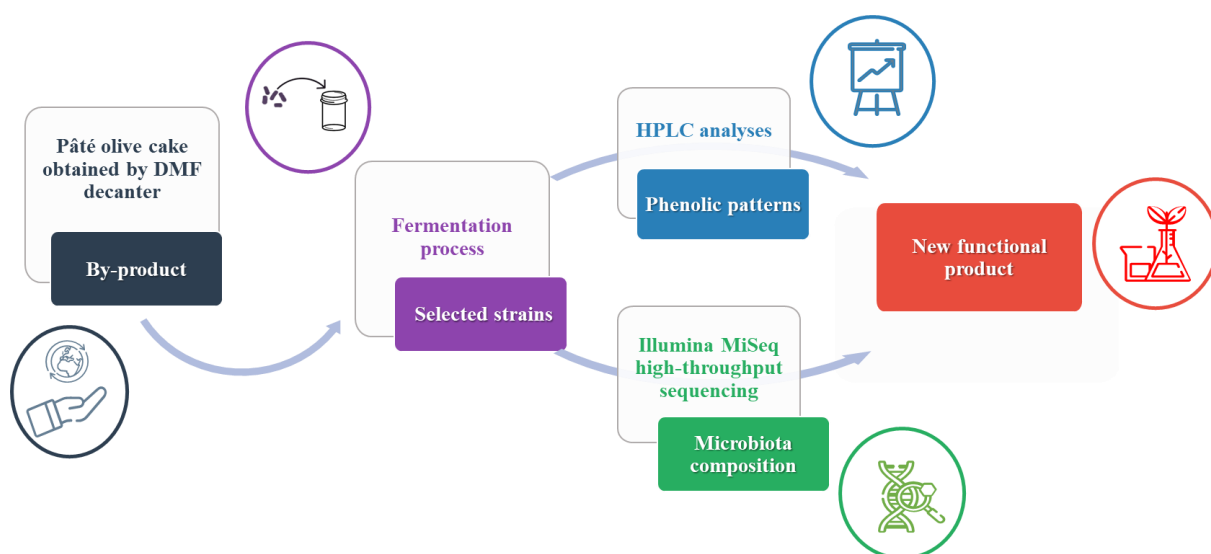 Pâté olive cake
obtained by DMF
decanter
By-product
Fermentation
process
Selected strains
HPLC analyses
Phenolic patterns
Illumina MiSeq
high-throughput
sequencing
Microbiota
composition
New functional
product